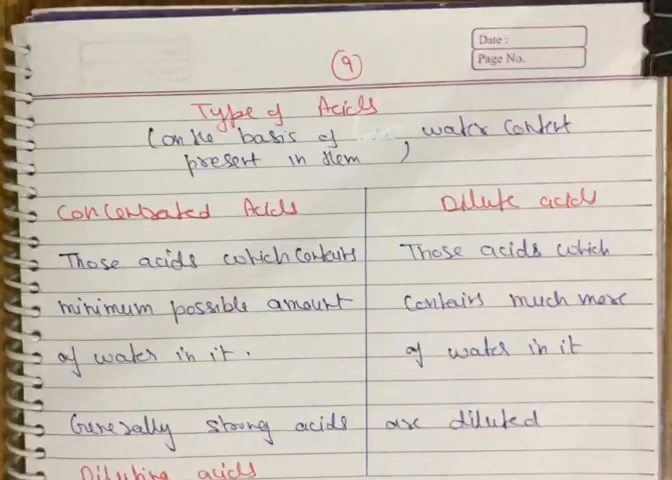 Date :
Page No.
9
Type of Acids
(on the basis of , water content
present in them )
Concentrated Acids
Those acids which contains
minimum possible amount
of water in it.
Dilute acids
Those acids which
contains much more
of water in it
Generally strong acids are diluted
Diluting acids